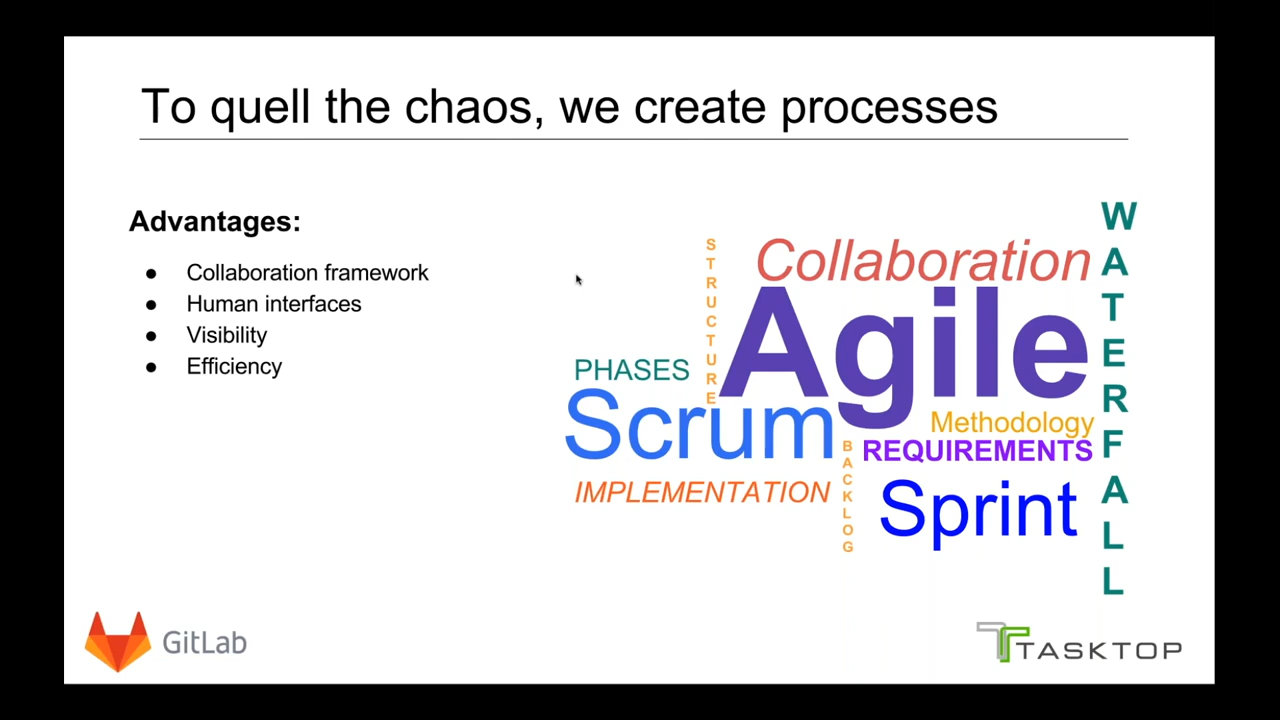 To quell the chaos, we create processes
Advantages:
● Collaboration framework
● Human interfaces
● Visibility
● Efficiency
STRUCTURE
Collaboration
WATERFALL
Agile
PHASES
Scrum
Methodology
BACKLOG
REQUIREMENTS
IMPLEMENTATION
Sprint
GitLab
TASKTOP